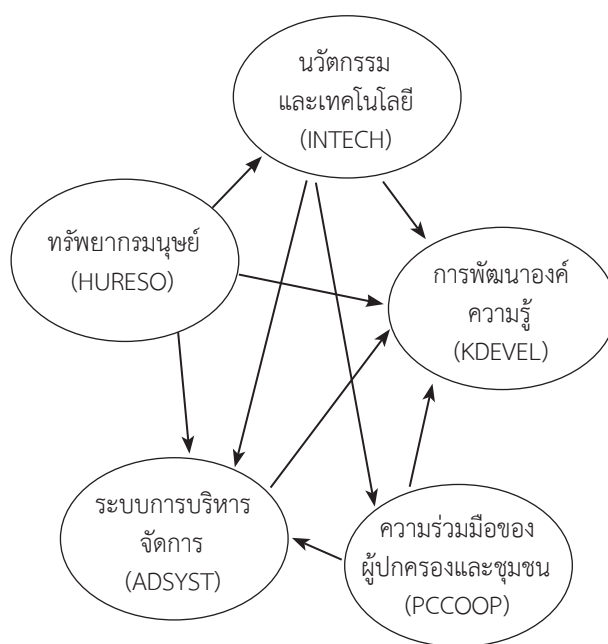 นวัตกรรม
และเทคโนโลยี
(INTECH)
ทรัพยากรมนุษย์
(HURESO)
การพัฒนาองค์
ความรู้
(KDEVEL)
ระบบการบริหาร
จัดการ
(ADSYST)
ความร่วมมือของ
ผู้ปกครองและชุมชน
(PCCOOP)